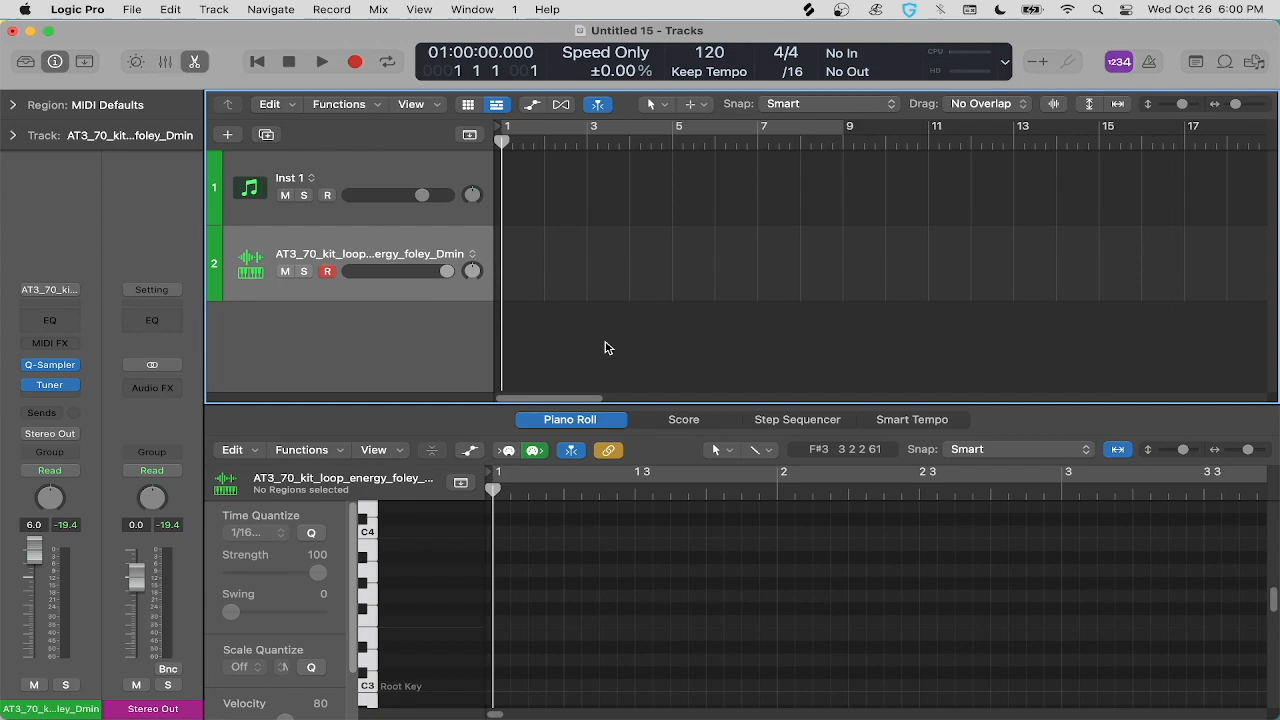 Logic Pro File Edit Track Navigate Record Mix View Window 1 Help Wed Oct 26 6:00 PM
Untitled 15 - Tracks
01:00:00.000 Speed Only 120 4/4 No In CPU
0001 1 1 001 ±0.00% Keep Tempo /16 No Out HD
1234
Region: MIDI Defaults
Edit Functions View Snap: Smart Drag: No Overlap
Track: AT3_70_kit...foley_Dmin
1 3 5 7 9 11 13 15 17
1 Inst 1
M S R
2 AT3_70_kit_loop...ergy_foley_Dmin
M S R
AT3_70_ki... Setting
EQ EQ
MIDI FX
Q-Sampler
Tuner Audio FX
Sends
Stereo Out
Group Group
Read Read
6.0 -19.4 0.0 -19.4
Bnc
M S M S
AT3_70_k...ley_Dmin Stereo Out
Piano Roll Score Step Sequencer Smart Tempo
Edit Functions View F#3 3 2 2 61 Snap: Smart
1 1 3 2 2 3 3 3 3
AT3_70_kit_loop_energy_foley_...
No Regions selected
Time Quantize
1/16... Q
Strength 100
Swing 0
Scale Quantize
Off Q
Velocity 80
C4
C3 Root Key